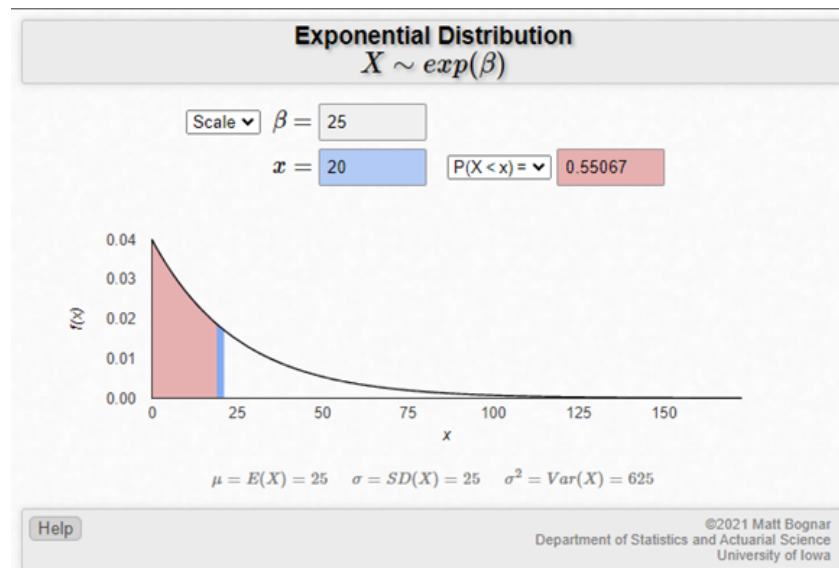 Exponential Distribution
X ∼ exp(β)
Scale β = 25
x = 20 P(X < x) = 0.55067
0.04
0.03
0.02
0.01
0.00
f(x)
0 25 50 75 100 125 150
x
μ = E(X) = 25 σ = SD(X) = 25 σ² = Var(X) = 625
Help
©2021 Matt Bognar
Department of Statistics and Actuarial Science
University of Iowa